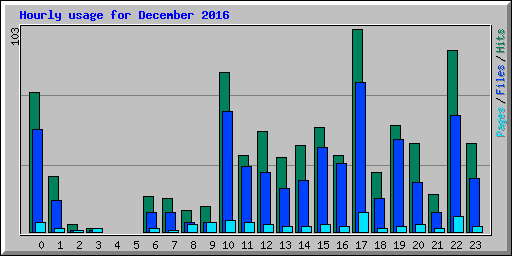 Hourly usage for December 2016
103
Pages/Files/Hits
0 1 2 3 4 5 6 7 8 9 10 11 12 13 14 15 16 17 18 19 20 21 22 23